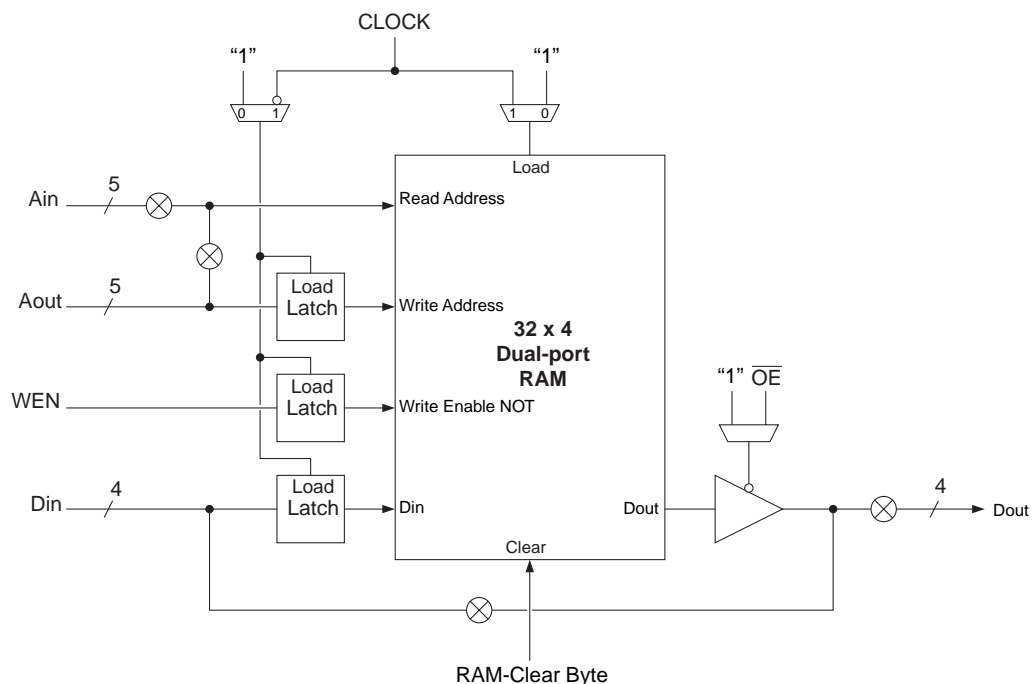 CLOCK
“1”
“1”
0 1
1 0
Load
Ain
5
Read Address
Aout
5
Load
Latch
Write Address
32 x 4
Dual-port
RAM
WEN
Load
Latch
Write Enable NOT
“1” OE
Din
4
Load
Latch
Din
Dout
4
Dout
Clear
RAM-Clear Byte